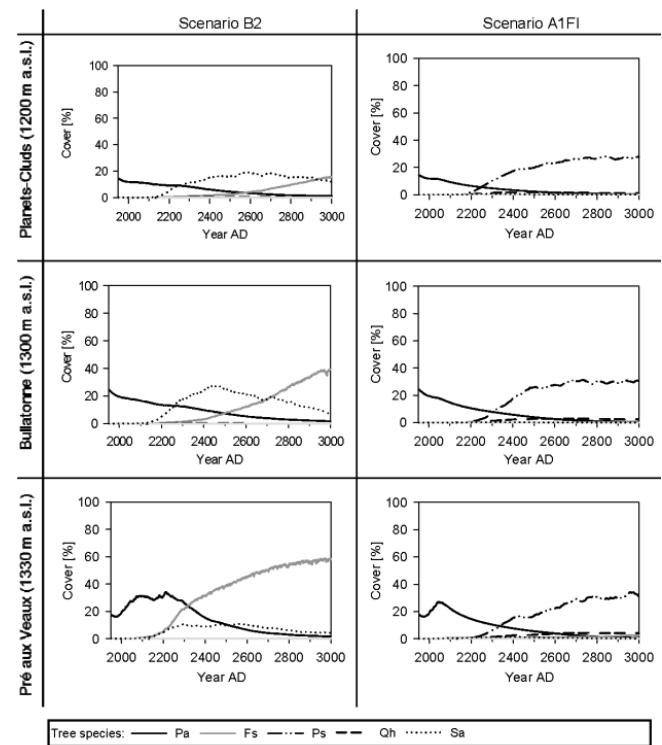 Scenario B2
Scenario A1FI
Planets-Cluds (1200 m a.s.l.)
Cover [%]
100
80
60
40
20
0
2000 2200 2400 2600 2800 3000
Year AD
Cover [%]
100
80
60
40
20
0
2000 2200 2400 2600 2800 3000
Year AD
Bullatonne (1300 m a.s.l.)
Cover [%]
100
80
60
40
20
0
2000 2200 2400 2600 2800 3000
Year AD
Cover [%]
100
80
60
40
20
0
2000 2200 2400 2600 2800 3000
Year AD
Pré aux Veaux (1330 m a.s.l.)
Cover [%]
100
80
60
40
20
0
2000 2200 2400 2600 2800 3000
Year AD
Cover [%]
100
80
60
40
20
0
2000 2200 2400 2600 2800 3000
Year AD
Tree species: Pa Fs Ps Qh Sa